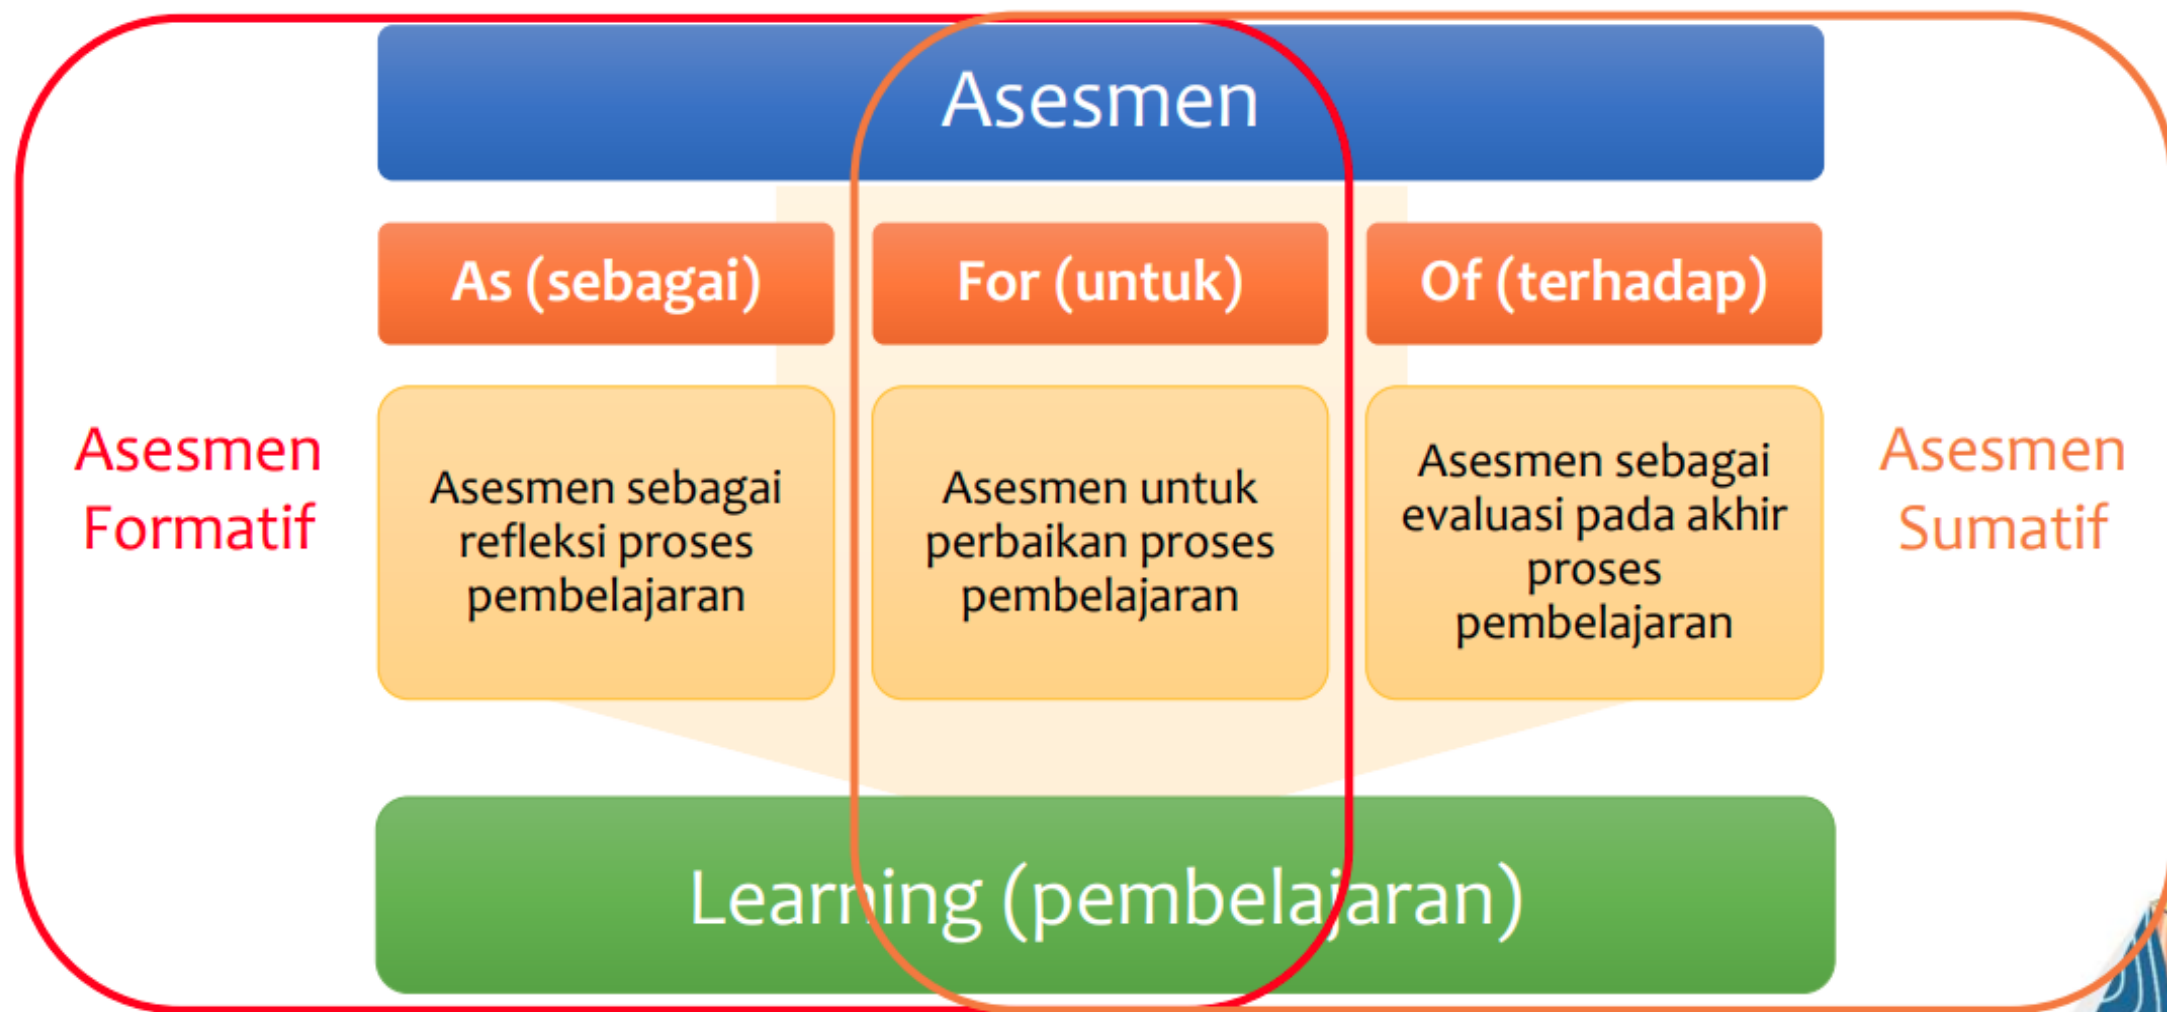 Asesmen
As (sebagai)
For (untuk)
Of (terhadap)
Asesmen
Formatif
Asesmen sebagai
refleksi proses
pembelajaran
Asesmen untuk
perbaikan proses
pembelajaran
Asesmen sebagai
evaluasi pada akhir
proses
pembelajaran
Asesmen
Sumatif
Learning (pembelajaran)